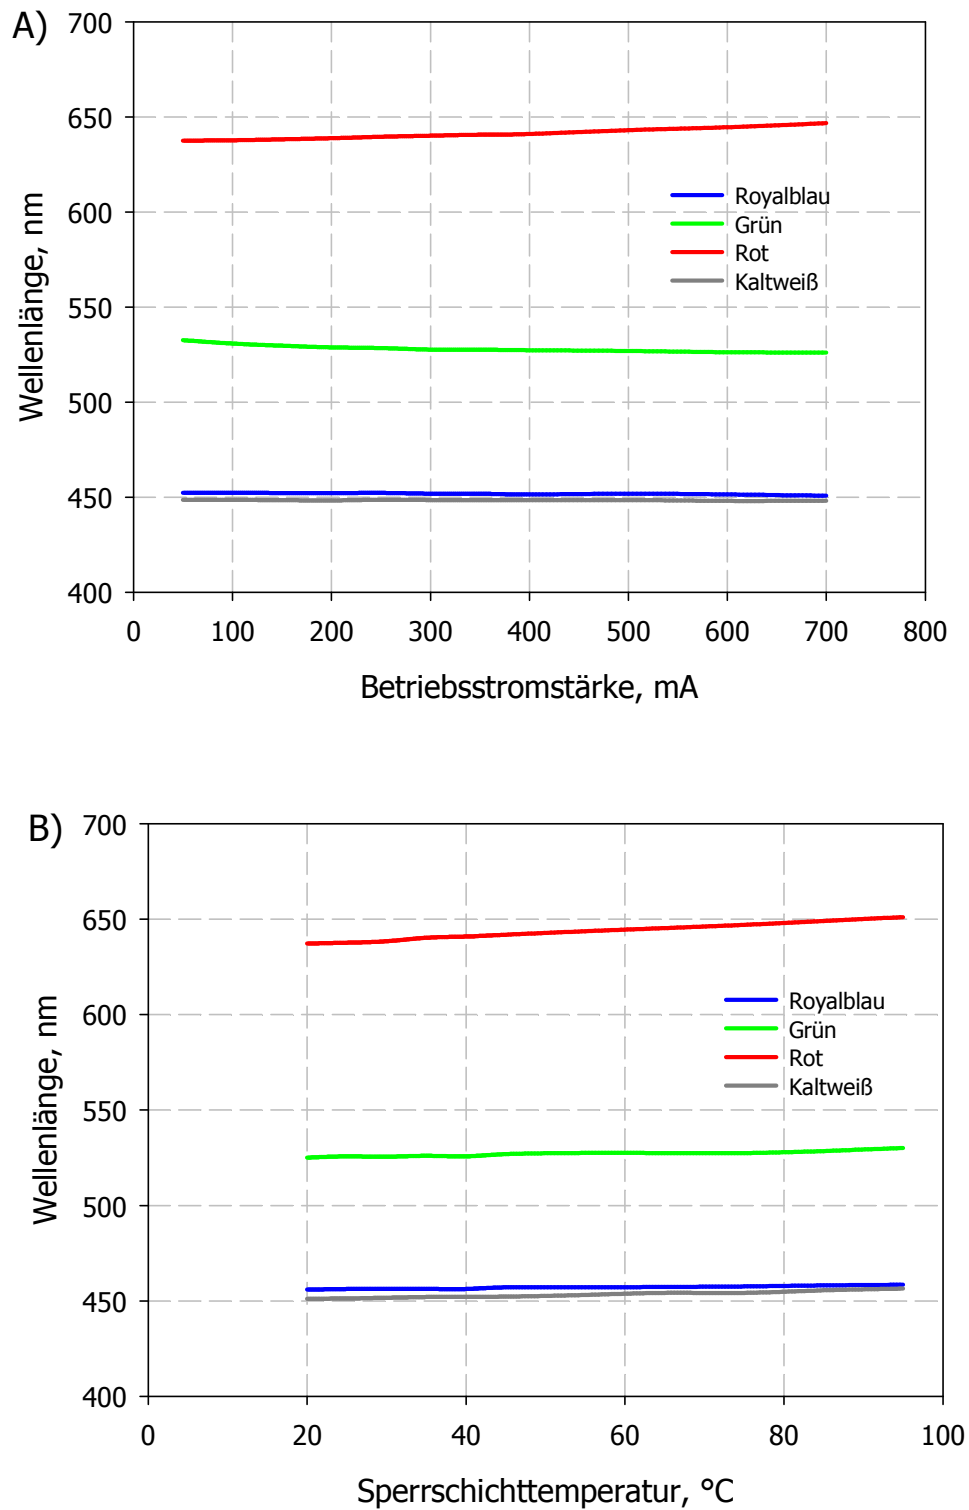 A)
700
650
600
550
500
450
400
Wellenlänge, nm
Royalblau
Grün
Rot
Kaltweiß
0 100 200 300 400 500 600 700 800
Betriebsstromstärke, mA
B)
700
650
600
550
500
450
400
Wellenlänge, nm
Royalblau
Grün
Rot
Kaltweiß
0 20 40 60 80 100
Sperrschichttemperatur, °C